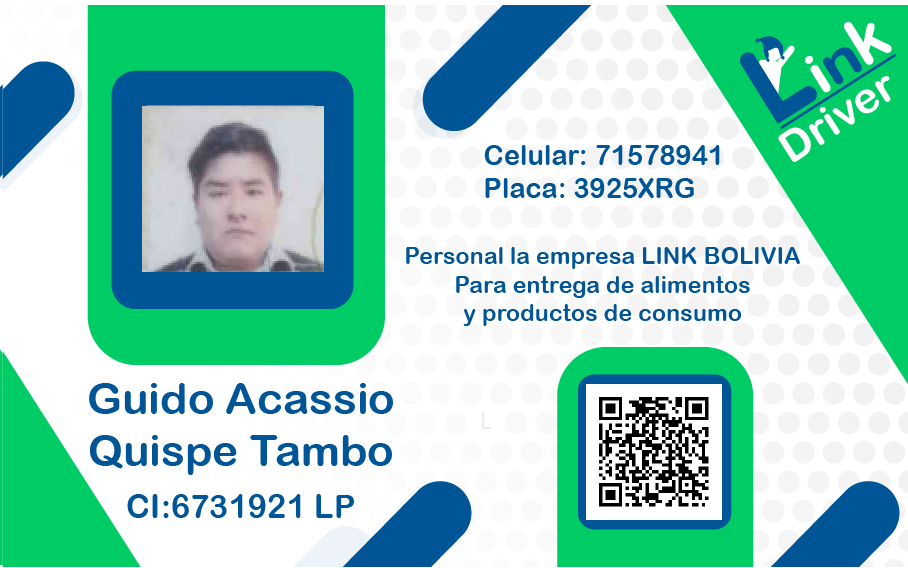 Link
Driver
Celular: 71578941
Placa: 3925XRG
Personal la empresa LINK BOLIVIA
Para entrega de alimentos
y productos de consumo
Guido Acassio
Quispe Tambo
CI:6731921 LP
L